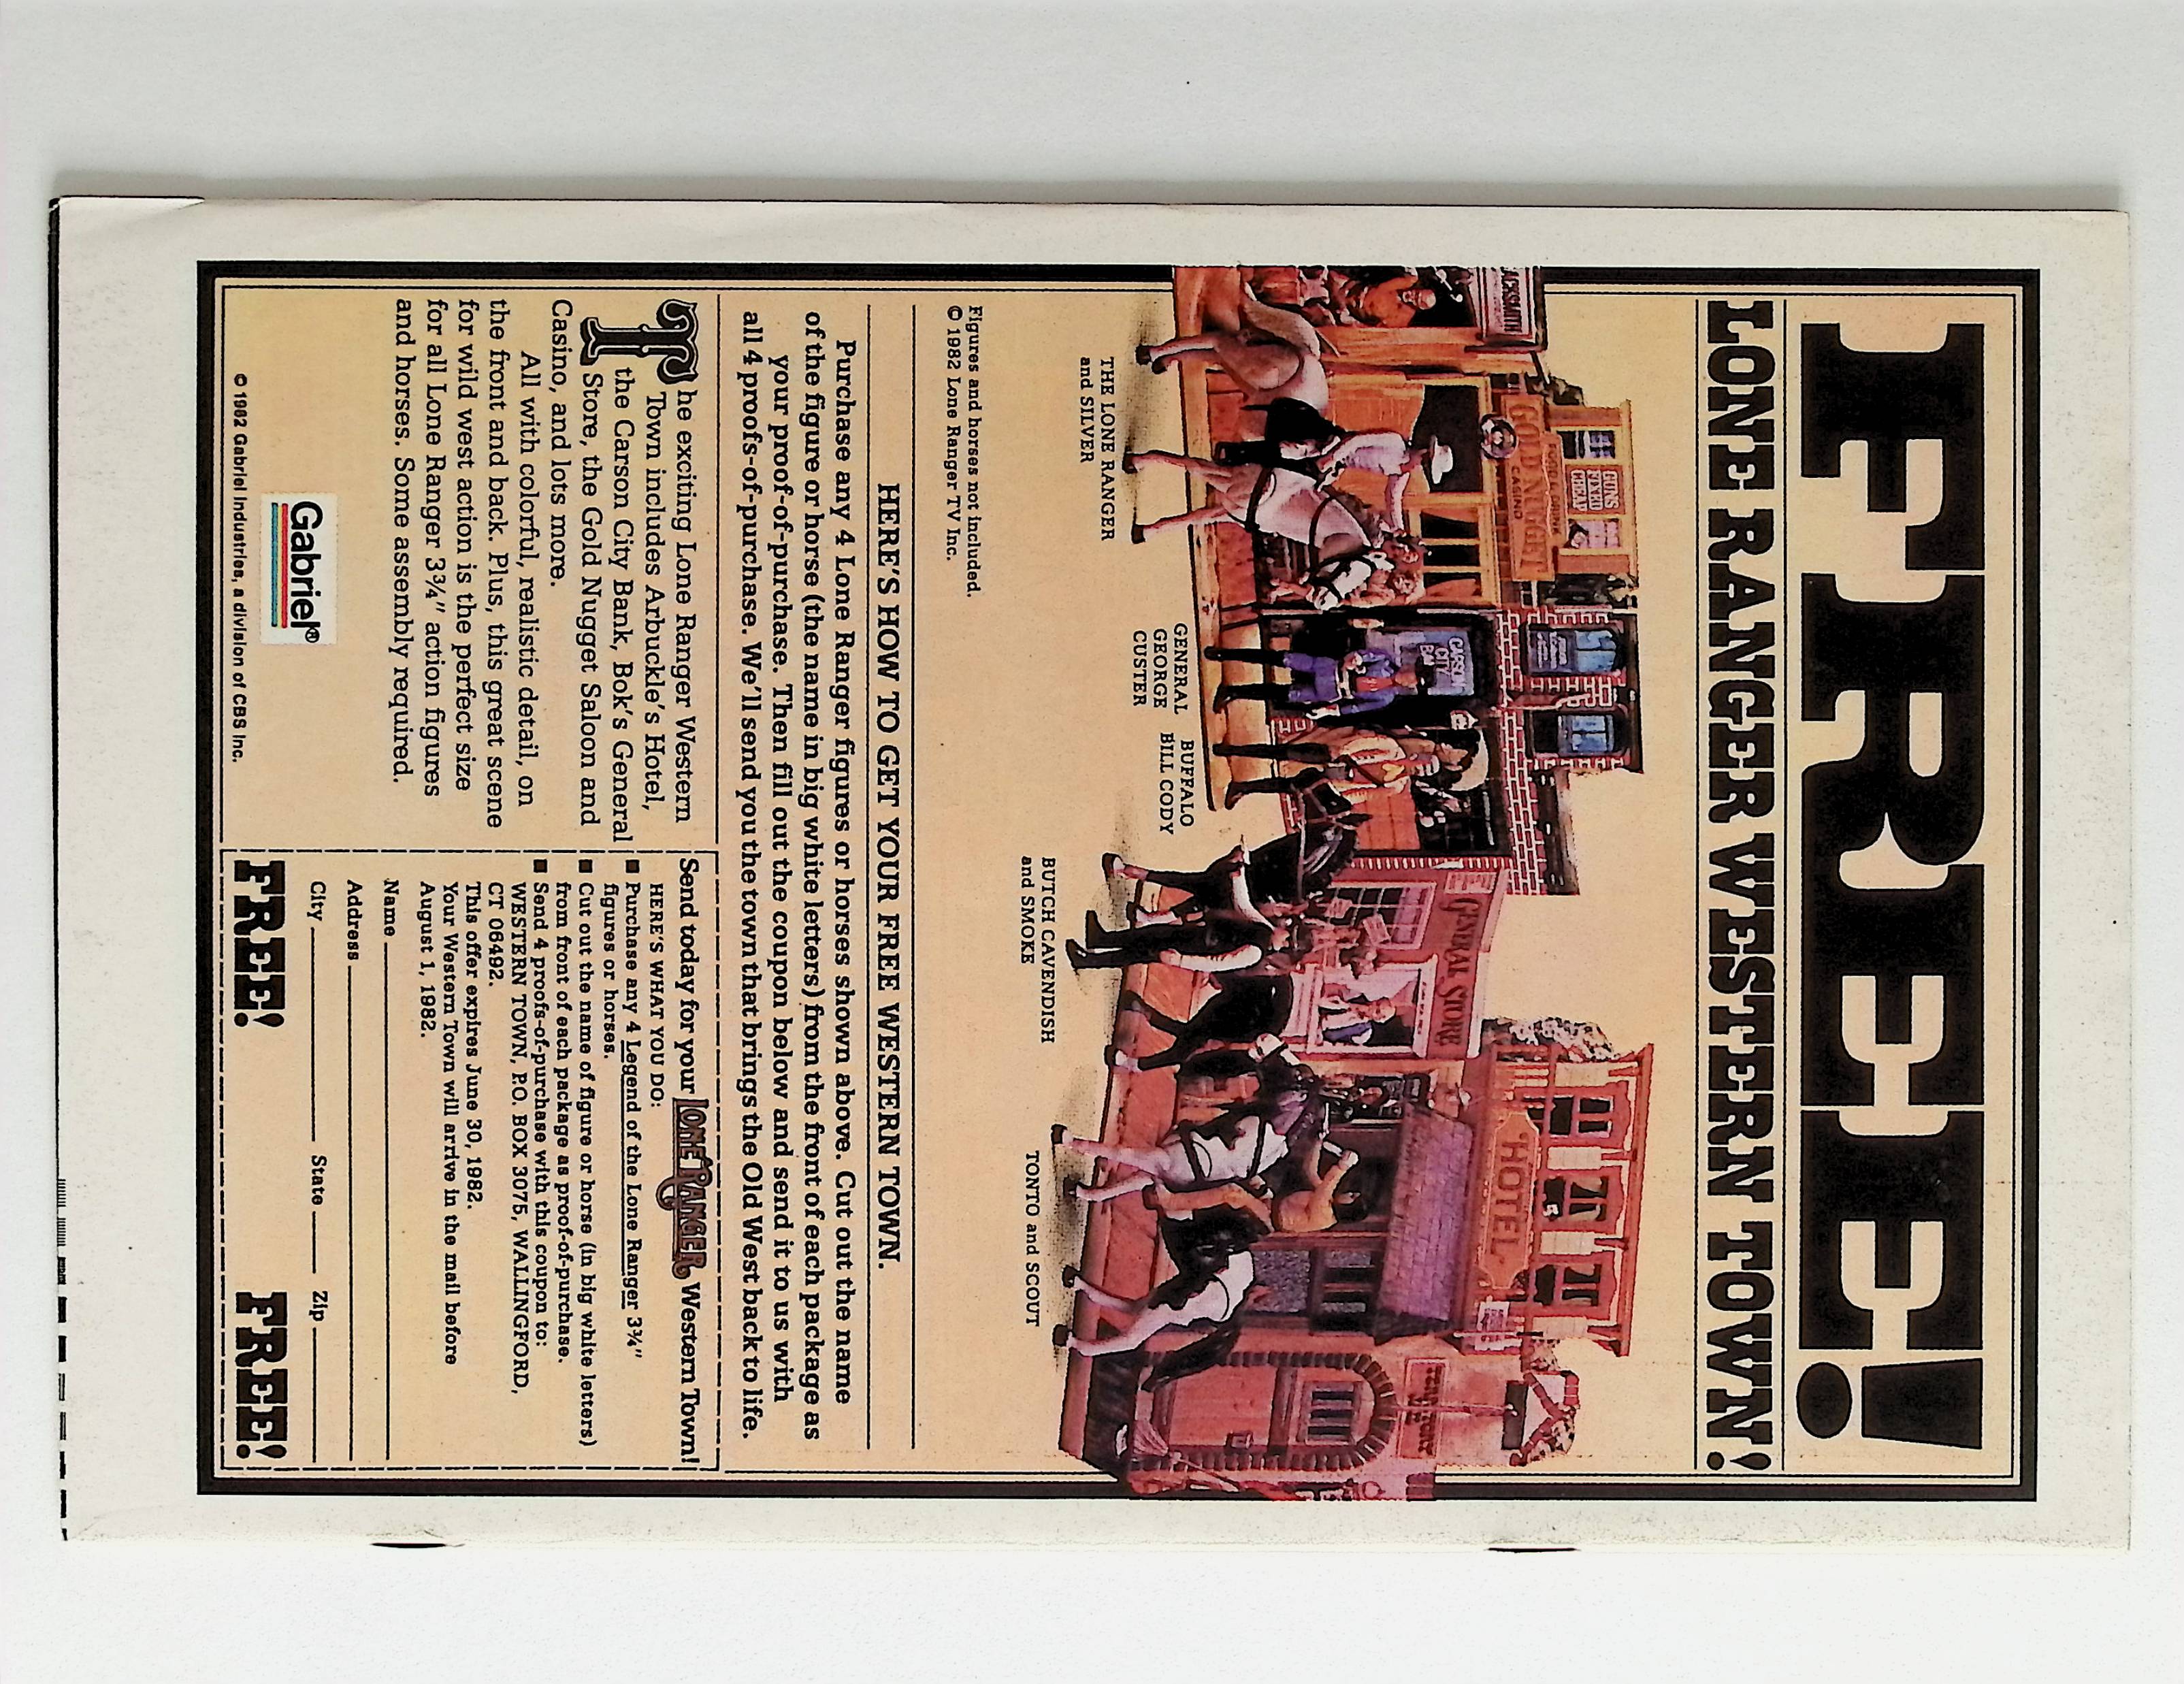 FREE!
LONE RANGER WESTERN TOWN!
GOLD NUGGET
CASINO
GUNS
CHECKED
CARSON
CITY
BANK
GENERAL STORE
HOTEL
THE LONE RANGER
and SILVER
GENERAL
GEORGE
CUSTER
BUFFALO
BILL CODY
BUTCH CAVENDISH
and SMOKE
TONTO and SCOUT
Figures and horses not included.
© 1982 Lone Ranger TV Inc.
HERE'S HOW TO GET YOUR FREE WESTERN TOWN.
Purchase any 4 Lone Ranger figures or horses shown above. Cut out the name
of the figure or horse (the name in big white letters) from the front of each package as
your proof-of-purchase. Then fill out the coupon below and send it to us with
all 4 proofs-of-purchase. We'll send you the town that brings the Old West back to life.
The exciting Lone Ranger Western
Town includes Arbuckle's Hotel,
the Carson City Bank, Bok's General
Store, the Gold Nugget Saloon and
Casino, and lots more.
All with colorful, realistic detail, on
the front and back. Plus, this great scene
for wild west action is the perfect size
for all Lone Ranger 3¾" action figures
and horses. Some assembly required.
Gabriel®
© 1982 Gabriel Industries, a division of CBS Inc.
Send today for your LONE RANGER Western Town!
HERE'S WHAT YOU DO:
■ Purchase any 4 Legend of the Lone Ranger 3¾"
figures or horses.
■ Cut out the name of figure or horse (in big white letters)
from front of each package as proof-of-purchase.
■ Send 4 proofs-of-purchase with this coupon to:
WESTERN TOWN, P.O. BOX 3075, WALLINGFORD,
CT 06492.
This offer expires June 30, 1982.
Your Western Town will arrive in the mail before
August 1, 1982.
Name
Address
City State Zip
FREE! FREE!